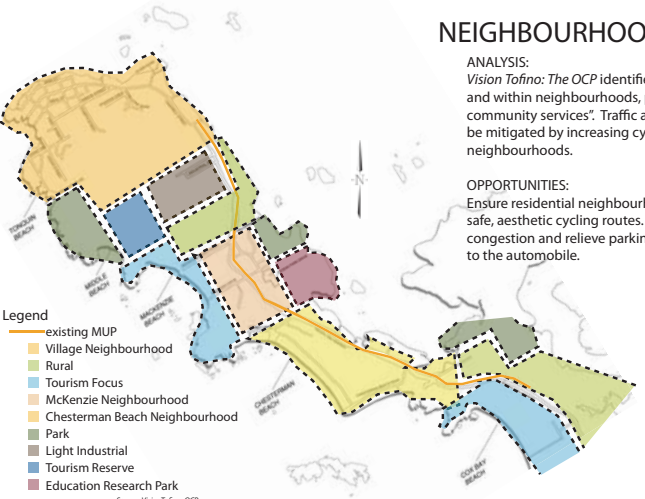 NEIGHBOURHOO
ANALYSIS:
Vision Tofino: The OCP identifie
and within neighbourhoods, p
community services”. Traffic a
be mitigated by increasing cy
neighbourhoods.
OPPORTUNITIES:
Ensure residential neighbourh
safe, aesthetic cycling routes.
congestion and relieve parkin
to the automobile.
N
TONQUIN
BEACH
MIDDLE
BEACH
MACKENZIE
BEACH
CHESTERMAN
BEACH
COX BAY
BEACH
Legend
existing MUP
Village Neighbourhood
Rural
Tourism Focus
McKenzie Neighbourhood
Chesterman Beach Neighbourhood
Park
Light Industrial
Tourism Reserve
Education Research Park